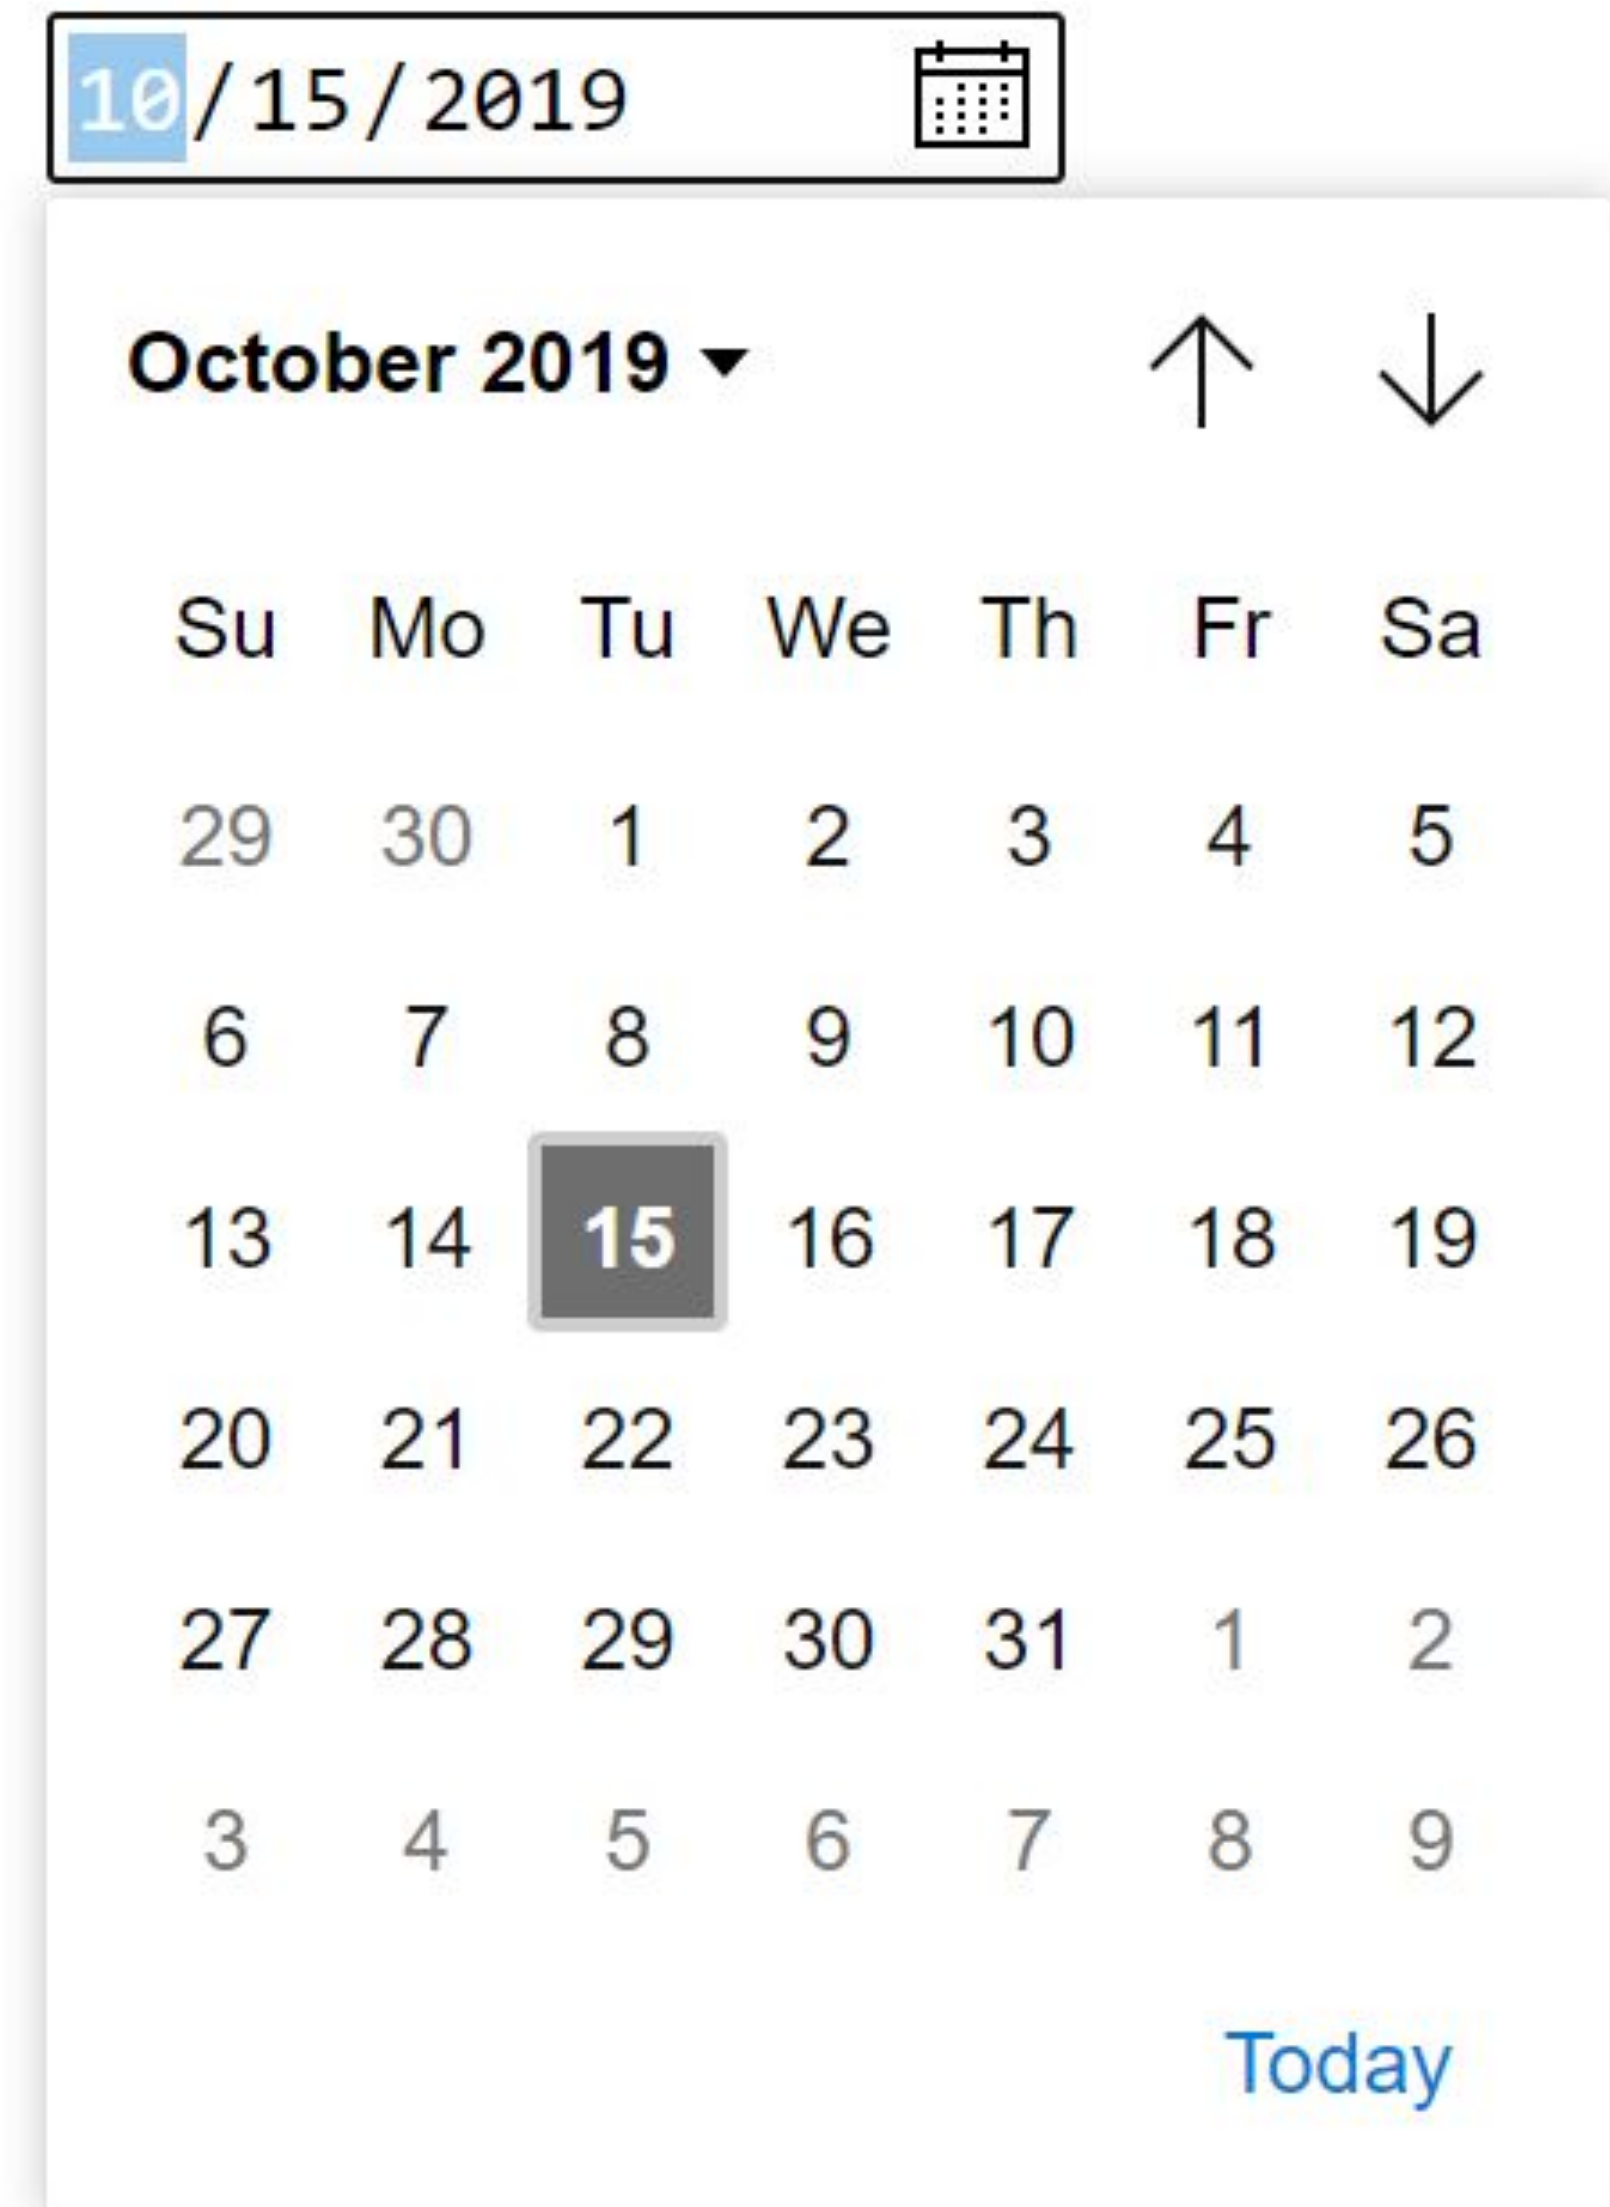 10/15/2019
October 2019
Su Mo Tu We Th Fr Sa
29 30 1 2 3 4 5
6 7 8 9 10 11 12
13 14 15 16 17 18 19
20 21 22 23 24 25 26
27 28 29 30 31 1 2
3 4 5 6 7 8 9
Today